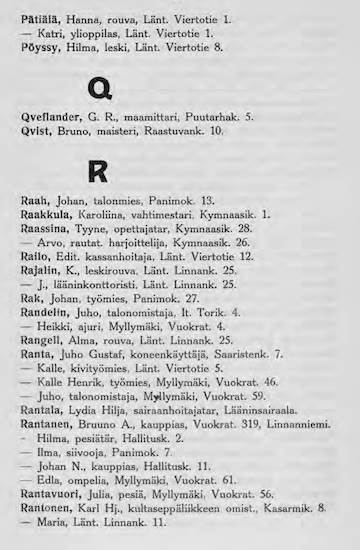 Pätiälä, Hanna, rouva, Länt. Viertotie 1.
— Katri, ylioppilas, Länt. Viertotie 1.
Pöyssy, Hilma, leski, Länt. Viertotie 8.
Q
Qveflander, G. R., maamittari, Puutarhak. 5.
Qvist, Bruno, maisteri, Raastuvank. 10.
R
Raah, Johan, talonmies, Panimok. 13.
Raakkula, Karoliina, vahtimestari, Kymnaasik. 1.
Raassina, Tyyne, opettajatar, Kymnaasik. 28.
— Arvo, rautat. harjoittelija, Kymnaasik. 26.
Railo, Edit. kassanhoitaja, Länt. Viertotie 12.
Rajalin, K., leskirouva, Länt. Linnank. 25.
— J., lääninkonttoristi, Länt. Linnank. 25.
Rak, Johan, työmies, Panimok. 27.
Randelin, Juho, talonomistaja, It. Torik. 4.
— Heikki, ajuri, Myllymäki, Vuokrat. 4.
Rangell, Alma, rouva, Länt. Linnank. 25.
Ranta, Juho Gustaf, koneenkäyttäjä, Saaristenk. 7.
— Kalle, kivityömies, Länt. Viertotie 5.
— Kalle Henrik, työmies, Myllymäki, Vuokrat. 46.
— Juho, talonomistaja, Myllymäki, Vuokrat. 59.
Rantala, Lydia Hilja, sairaanhoitajatar, Lääninsairaala.
Rantanen, Bruuno A., kauppias, Vuokrat. 319, Linnanniemi.
- Hilma, pesiätär, Hallitusk. 2.
— Ilma, siivooja, Panimok. 7.
— Johan N., kauppias, Hallitusk. 11.
— Edla, ompelia, Myllymäki, Vuokrat. 61.
Rantavuori, Julia, pesiä, Myllymäki, Vuokrat. 56.
Rantonen, Karl Hj., kultaseppäliikkeen omist., Kasarmik. 8.
— Maria, Länt. Linnank. 11.